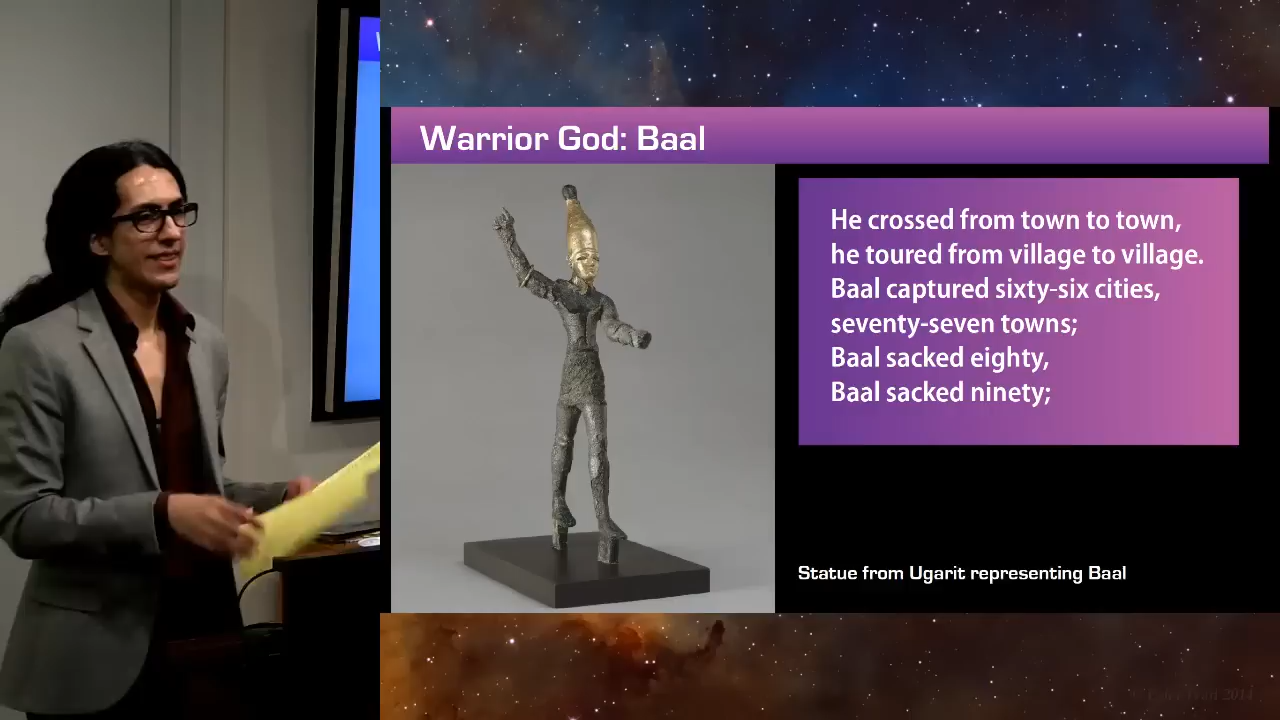 Warrior God: Baal
He crossed from town to town,
he toured from village to village.
Baal captured sixty-six cities,
seventy-seven towns;
Baal sacked eighty,
Baal sacked ninety;
Statue from Ugarit representing Baal
2014